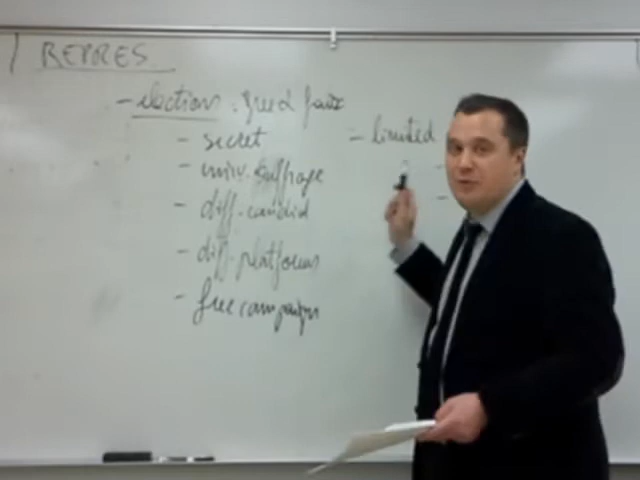 REPRES
- election. free & fair
- secret
- univ. suffrage
- diff. candid
- diff. platforms
- free campaign
- limited
-
-